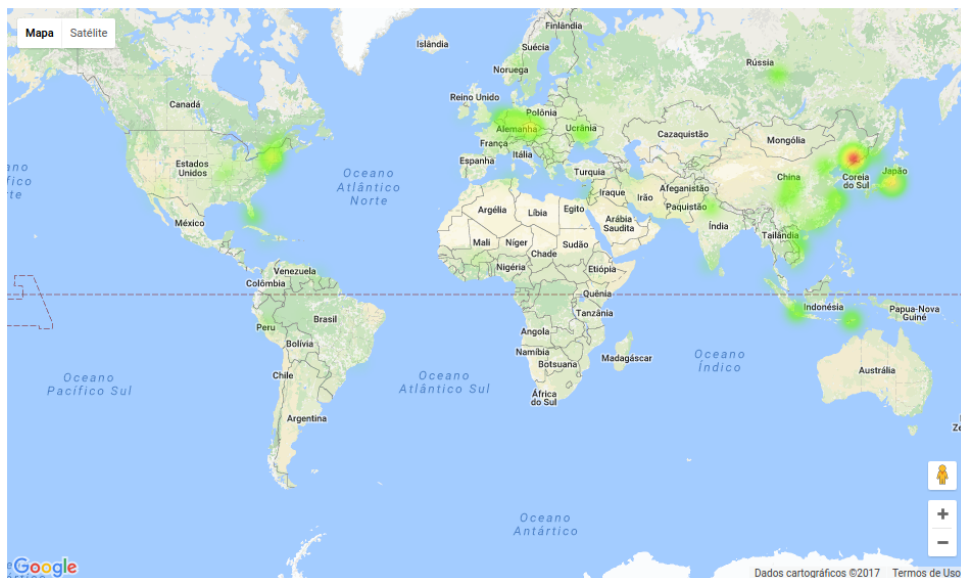 Mapa Satélite
Islândia
Finlândia
Suécia
Noruega
Rússia
Canadá
Reino Unido
Polônia
Alemanha
Ucrânia
França
Cazaquistão
Mongólia
Estados
Unidos
Espanha
Itália
Turquia
China
Coreia
do Sul
Japão
Oceano
Atlântico
Norte
México
Argélia
Líbia
Egito
Iraque
Irão
Afeganistão
Paquistão
Arábia
Saudita
Índia
Tailândia
Mali
Níger
Chade
Sudão
Nigéria
Etiópia
Venezuela
Colômbia
Quênia
Tanzânia
Indonésia
Papua-Nova
Guiné
Peru
Brasil
Bolívia
Angola
Namíbia
Botsuana
Madagáscar
Oceano
Índico
Oceano
Pacífico Sul
Chile
Oceano
Atlântico Sul
África
do Sul
Austrália
Argentina
Oceano
Antártico
Google
Dados cartográficos ©2017 Termos de Uso